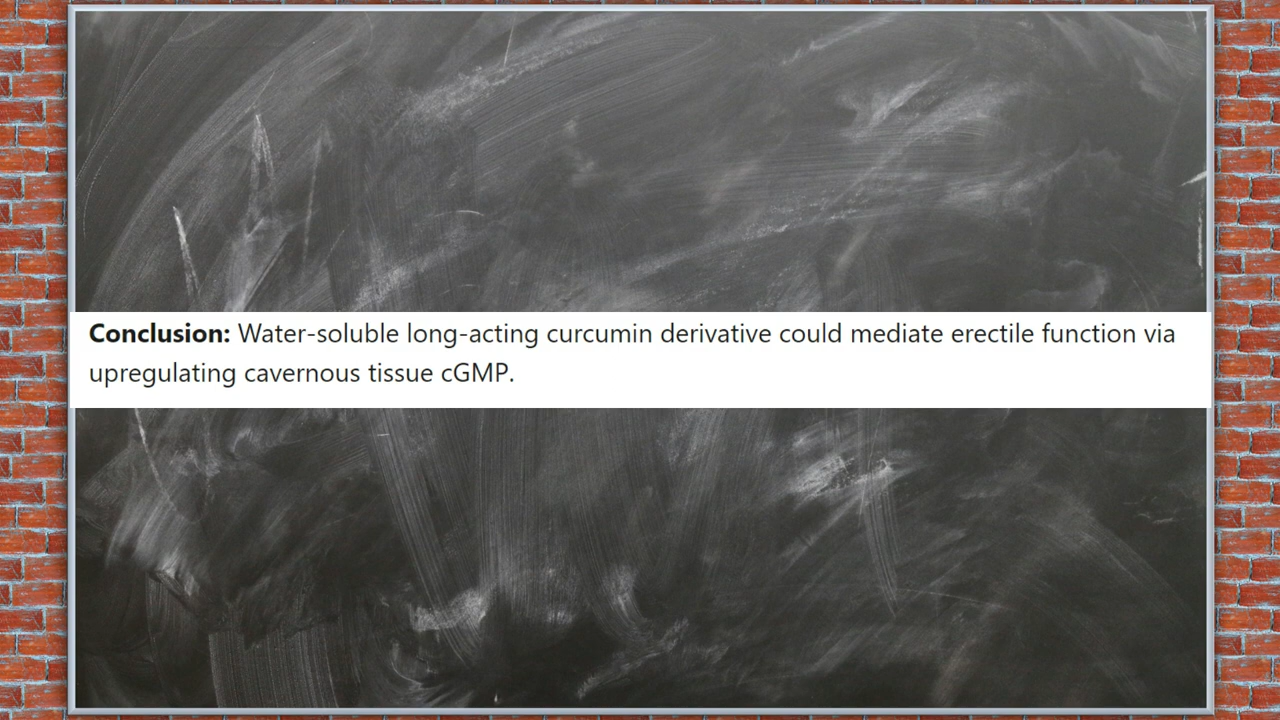 Conclusion: Water-soluble long-acting curcumin derivative could mediate erectile function via
upregulating cavernous tissue cGMP.